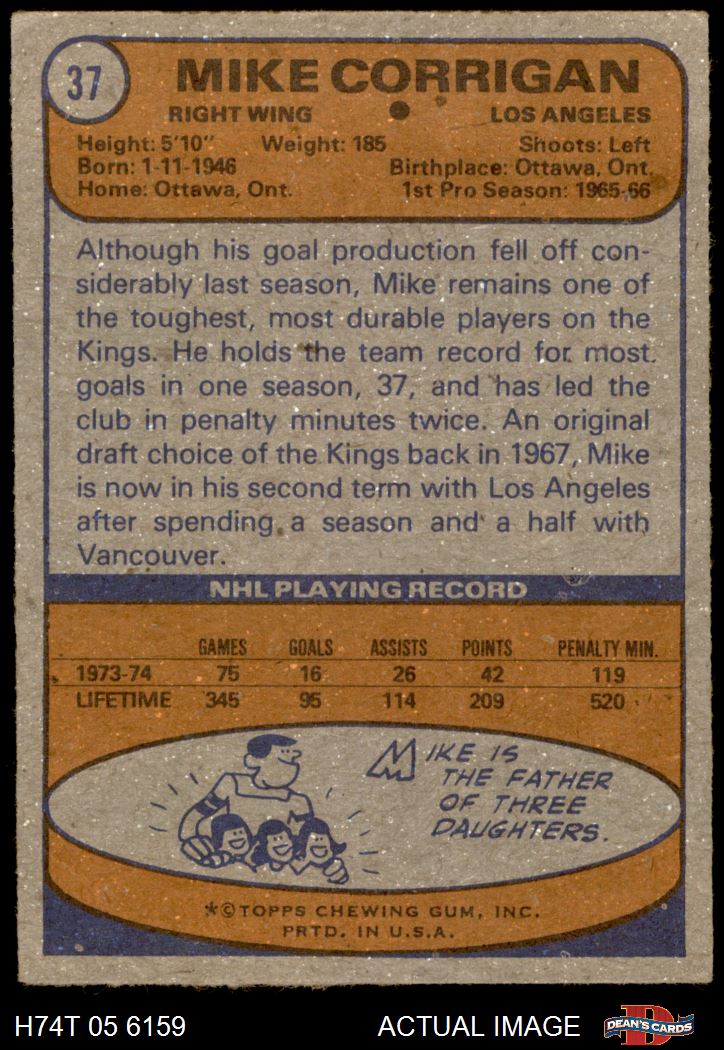 37
MIKE CORRIGAN
RIGHT WING LOS ANGELES
Height: 5'10" Weight: 185 Shoots: Left
Born: 1-11-1946 Birthplace: Ottawa, Ont.
Home: Ottawa, Ont. 1st Pro Season: 1965-66
Although his goal production fell off con-
siderably last season, Mike remains one of
the toughest, most durable players on the
Kings. He holds the team record for most
goals in one season, 37, and has led the
club in penalty minutes twice. An original
draft choice of the Kings back in 1967, Mike
is now in his second term with Los Angeles
after spending a season and a half with
Vancouver.
NHL PLAYING RECORD
GAMES GOALS ASSISTS POINTS PENALTY MIN.
1973-74 75 16 26 42 119
LIFETIME 345 95 114 209 520
MIKE IS
THE FATHER
OF THREE
DAUGHTERS.
*©TOPPS CHEWING GUM, INC.
PRTD. IN U.S.A.
H74T 05 6159 ACTUAL IMAGE D DEAN'S CARDS